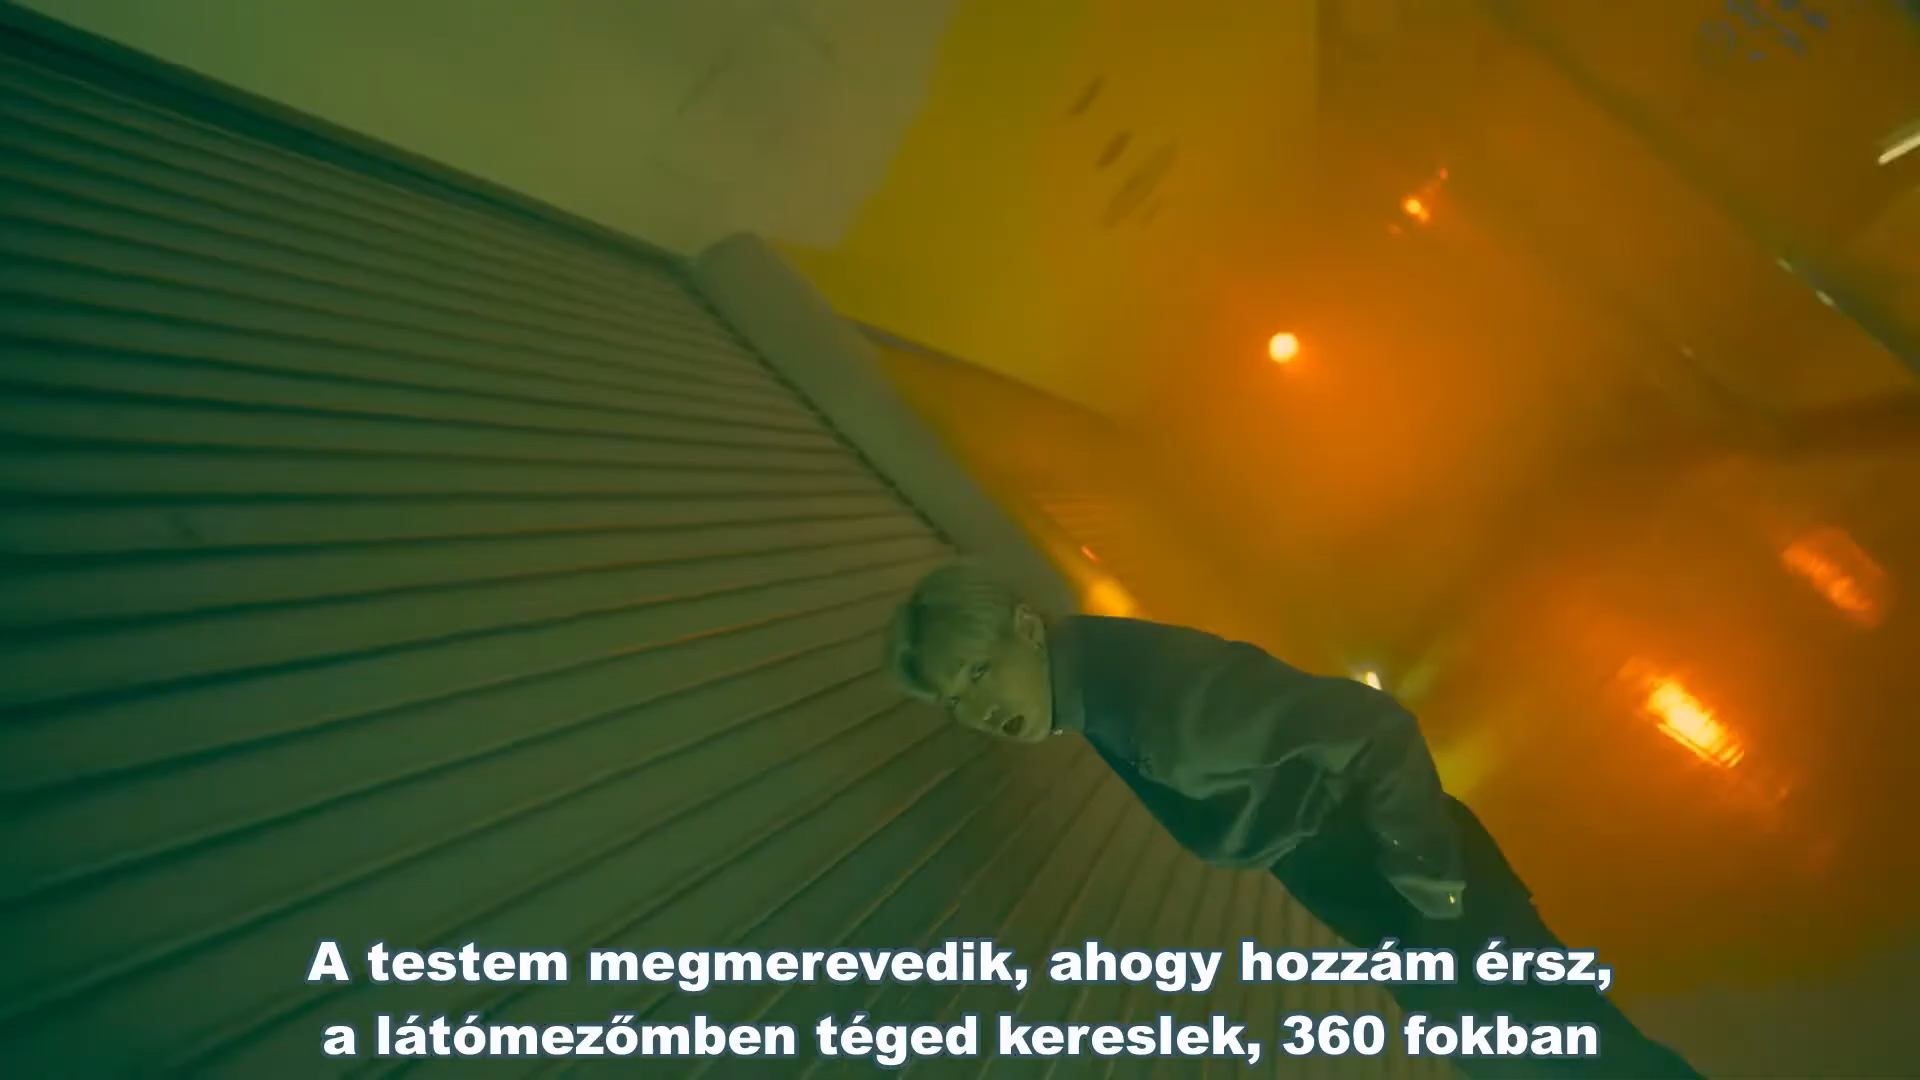 A testem megmerevedik, ahogy hozzám érsz,
a látómezőmben téged kereslek, 360 fokban